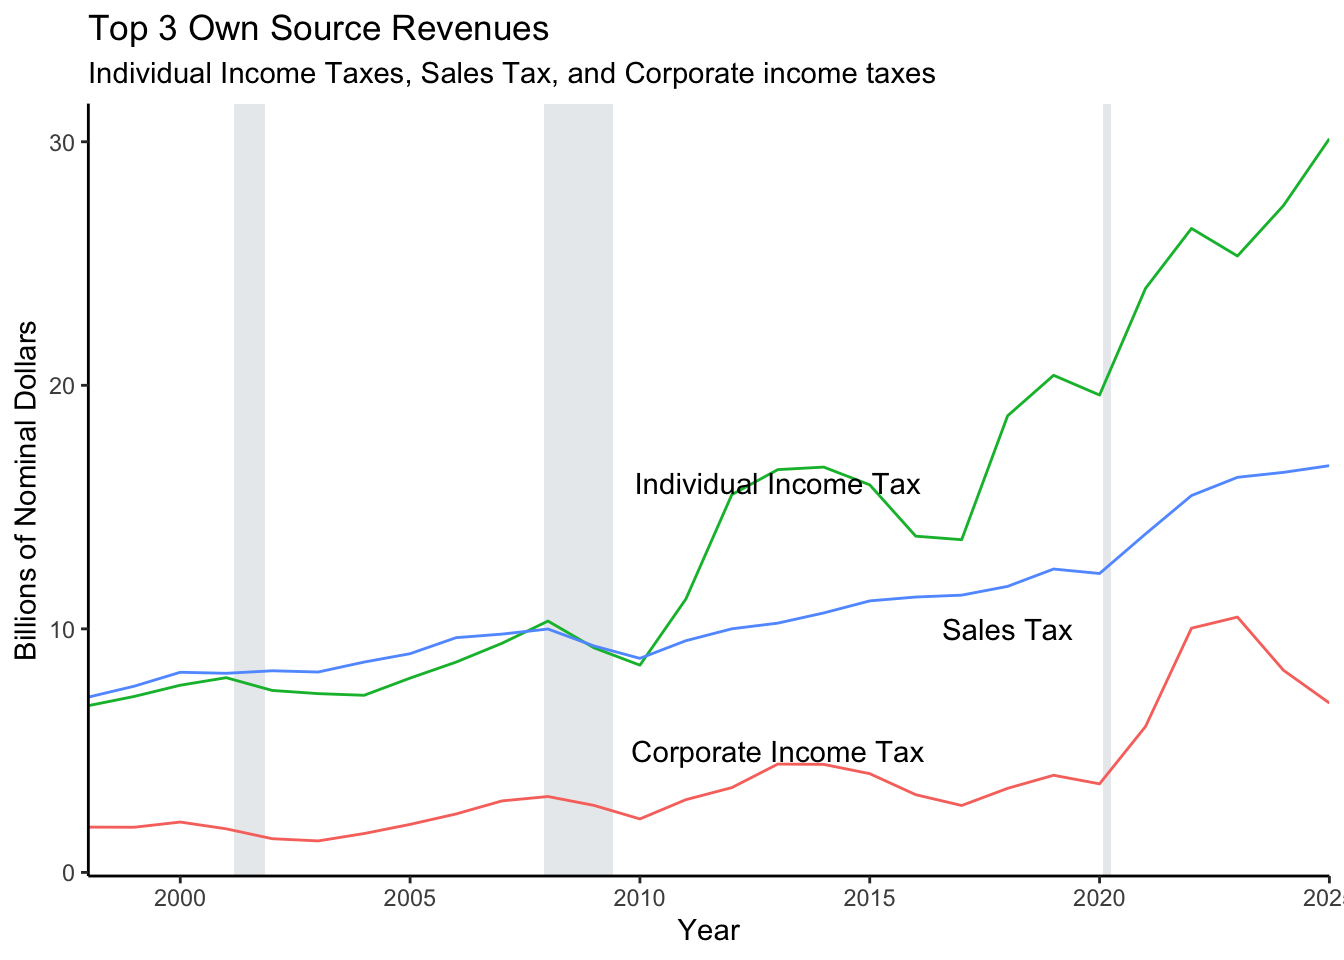 Top 3 Own Source Revenues
Individual Income Taxes, Sales Tax, and Corporate income taxes
Billions of Nominal Dollars
30
20
10
0
Individual Income Tax
Sales Tax
Corporate Income Tax
2000
2005
2010
2015
2020
202
Year